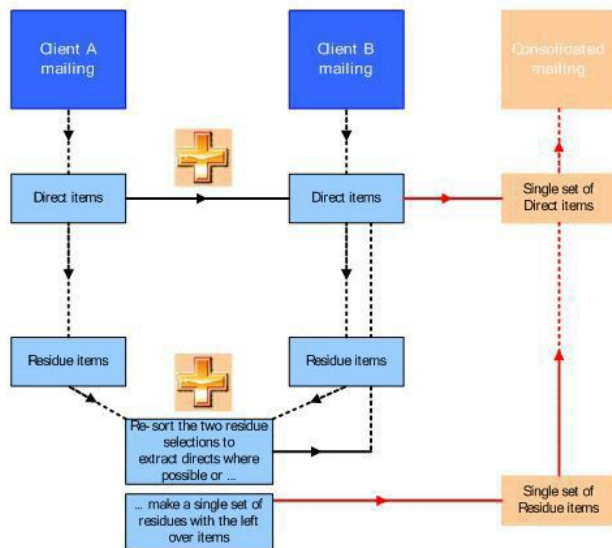 Client A
mailing
Client B
mailing
Consolidated
mailing
Direct items
Direct items
Single set of
Direct items
Residue items
Residue items
Re-sort the two residue
selections to
extract directs where
possible or ...
... make a single set of
residues with the left
over items
Single set of
Residue items